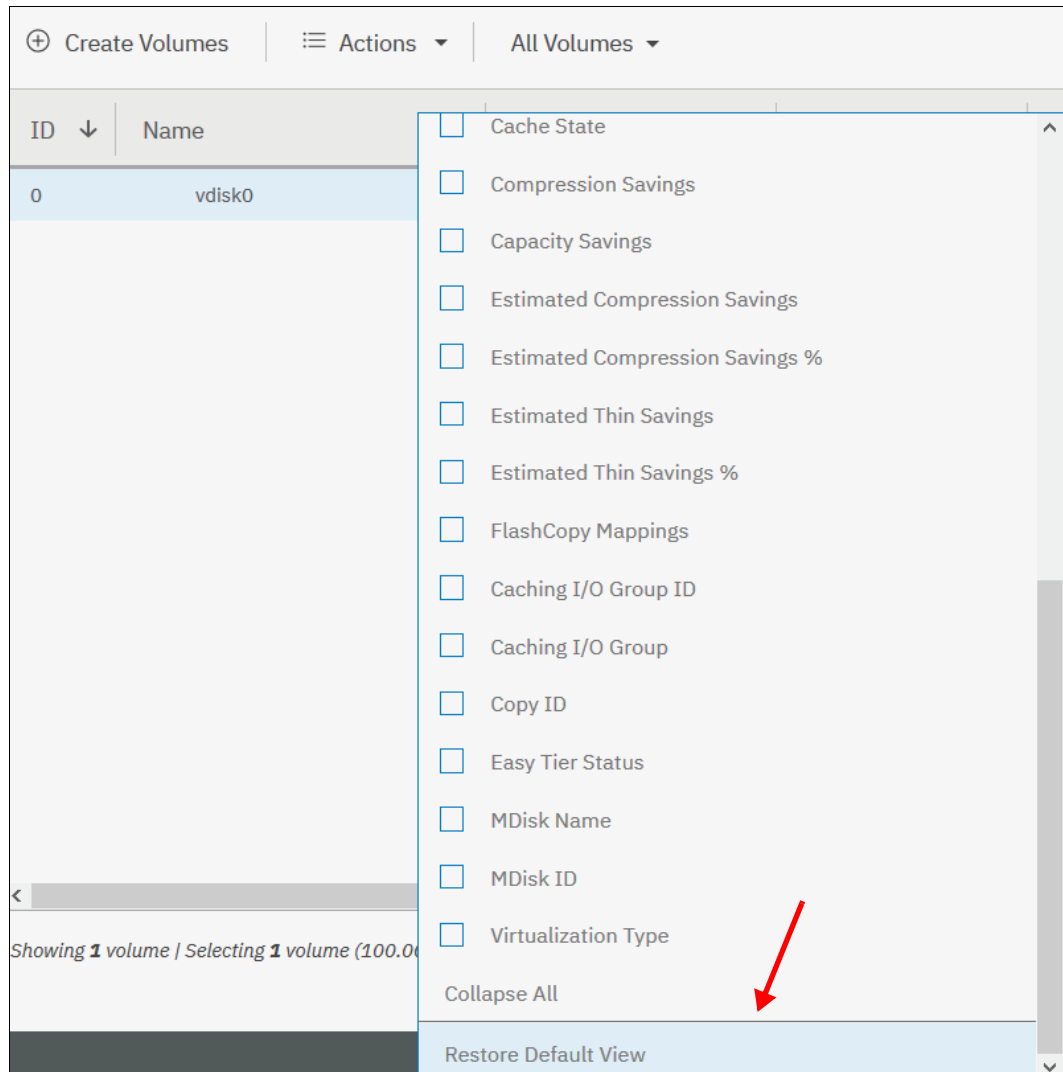 Create Volumes Actions All Volumes
ID Name
0 vdisk0
Cache State
Compression Savings
Capacity Savings
Estimated Compression Savings
Estimated Compression Savings %
Estimated Thin Savings
Estimated Thin Savings %
FlashCopy Mappings
Caching I/O Group ID
Caching I/O Group
Copy ID
Easy Tier Status
MDisk Name
MDisk ID
Virtualization Type
Collapse All
Restore Default View
Showing 1 volume | Selecting 1 volume (100.00